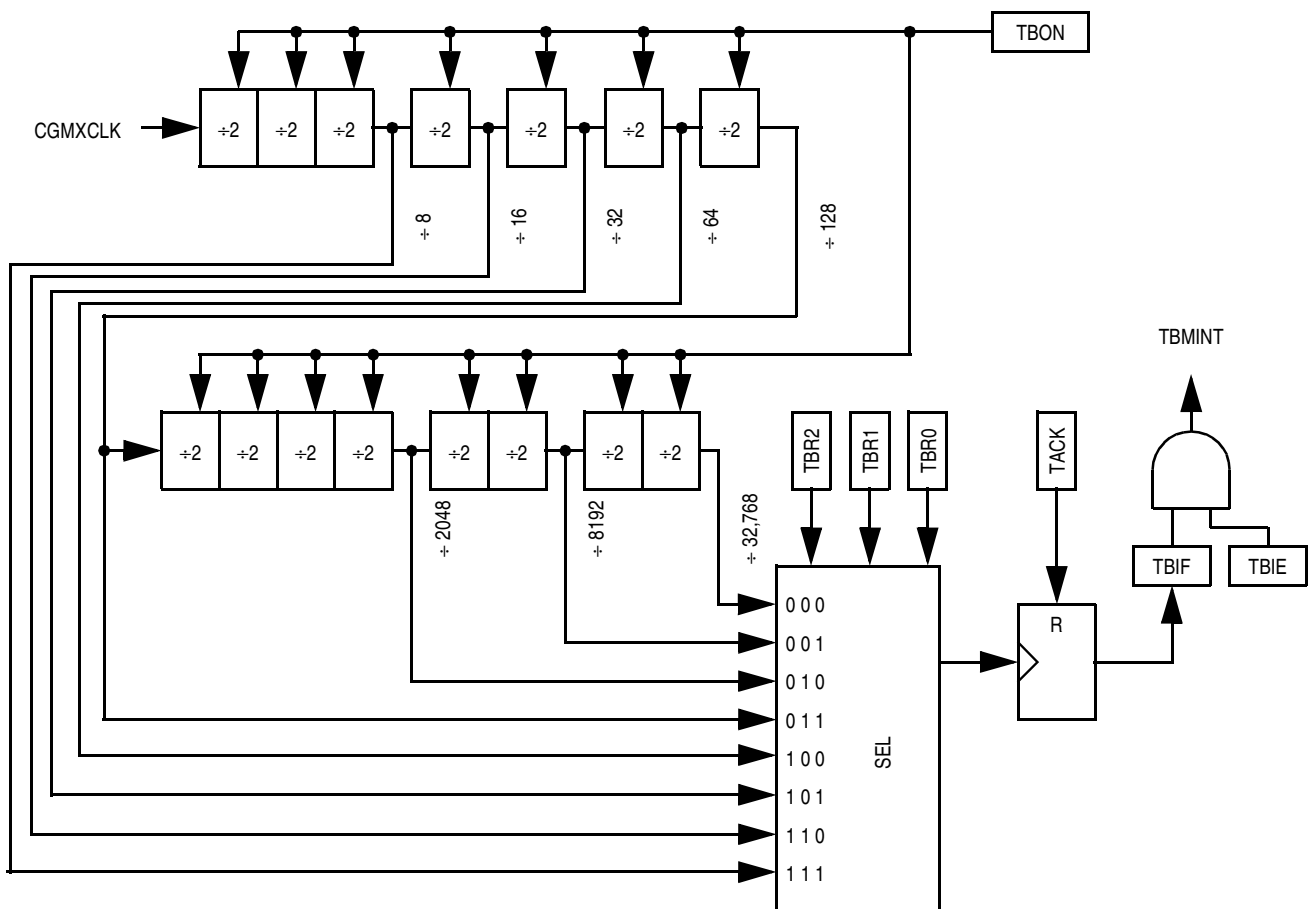 TBON
CGMXCLK
÷2 ÷2 ÷2 ÷2 ÷2 ÷2 ÷2
÷ 8
÷ 16
÷ 32
÷ 64
÷ 128
TBMINT
÷2 ÷2 ÷2 ÷2 ÷2 ÷2 ÷2 ÷2
TBR2
TBR1
TBR0
TACK
÷ 2048
÷ 8192
÷ 32,768
TBIF
TBIE
0 0 0
R
0 0 1
0 1 0
0 1 1
SEL
1 0 0
1 0 1
1 1 0
1 1 1